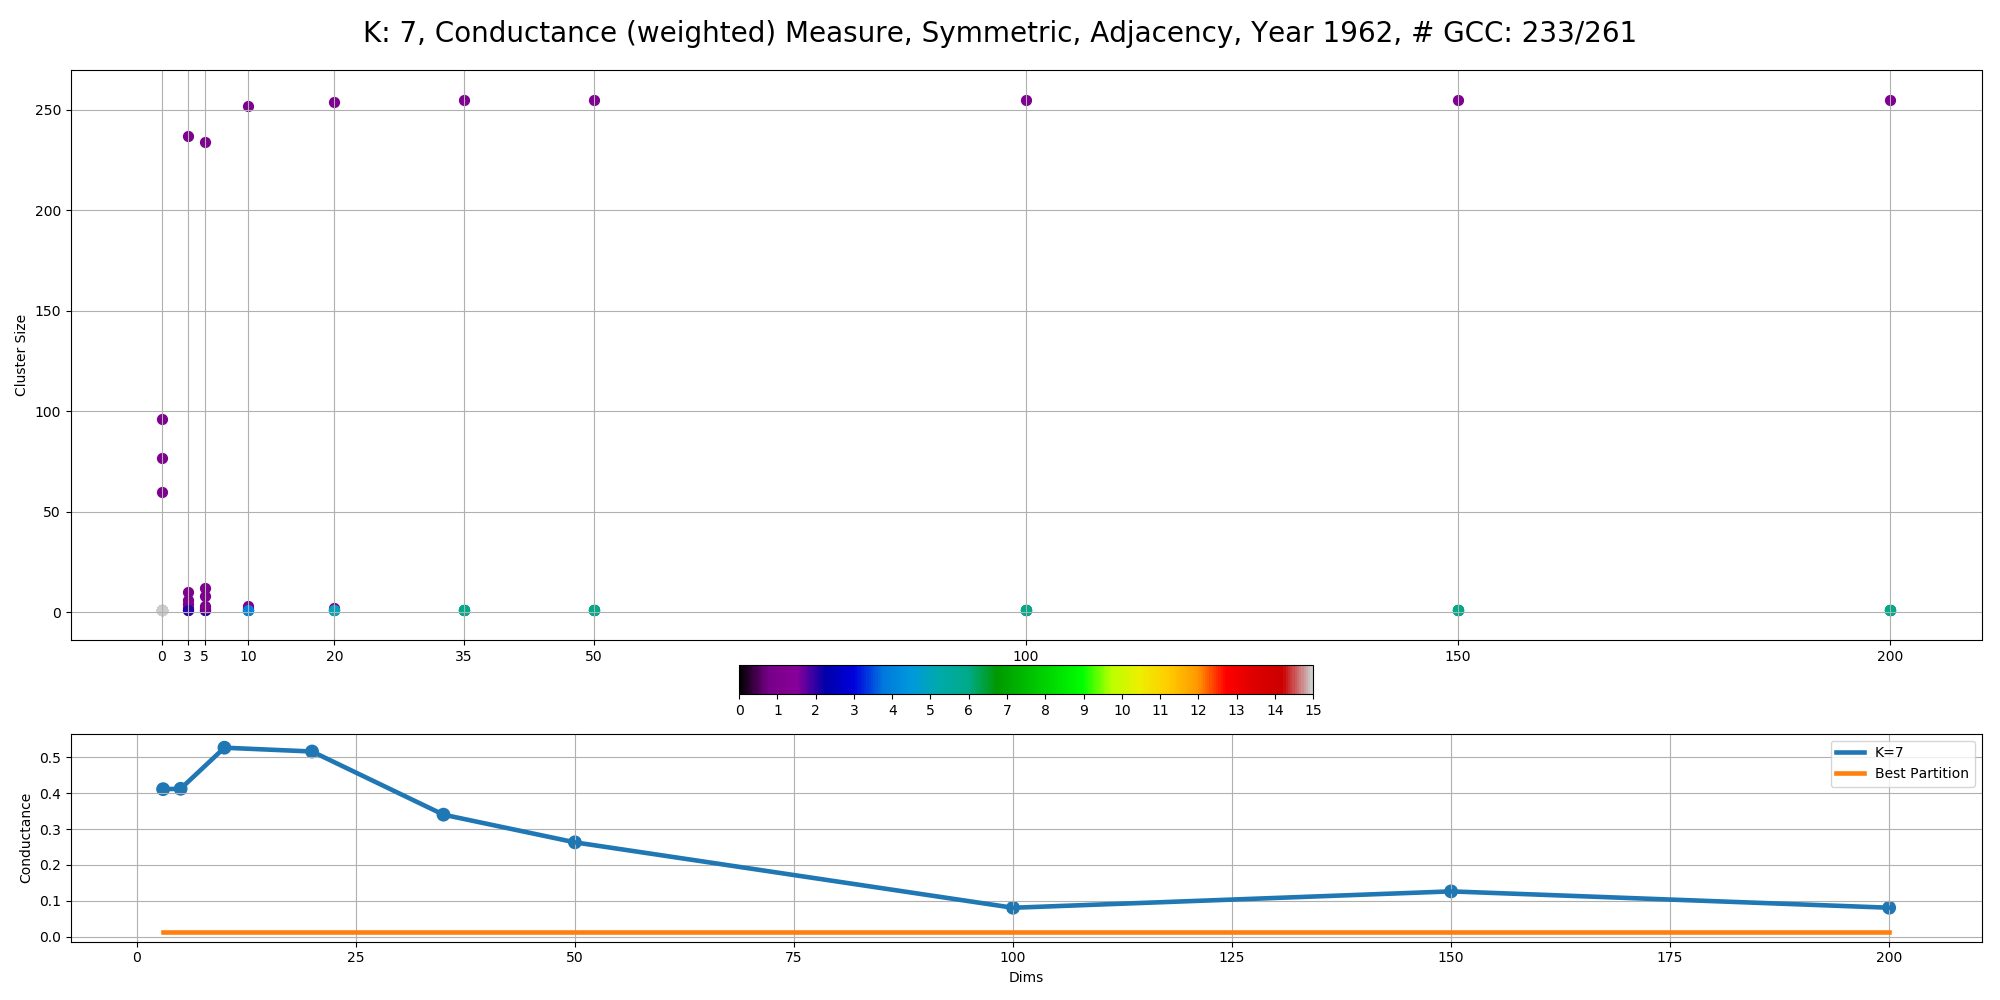 K: 7, Conductance (weighted) Measure, Symmetric, Adjacency, Year 1962, # GCC: 233/261
250
200
150
100
50
0
Cluster Size
0 3 5 10 20 35 50 100 150 200
0 1 2 3 4 5 6 7 8 9 10 11 12 13 14 15
0.5
0.4
0.3
0.2
0.1
0.0
Conductance
K=7
Best Partition
0 25 50 75 100 125 150 175 200
Dims